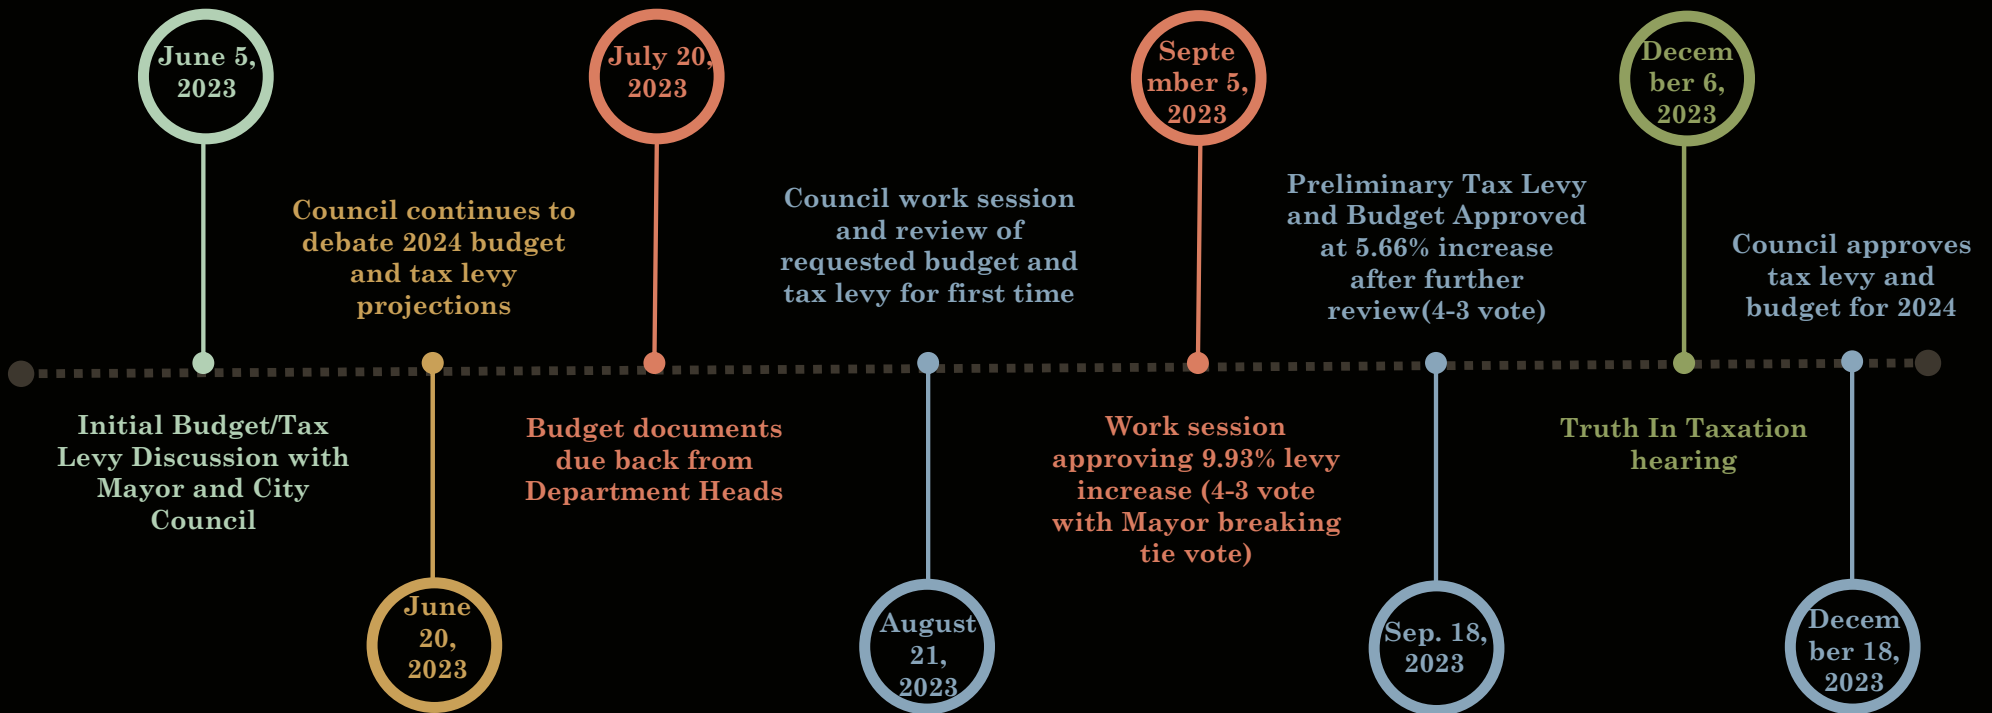 June 5,
2023
Initial Budget/Tax
Levy Discussion with
Mayor and City
Council
Council continues to
debate 2024 budget
and tax levy
projections
June
20,
2023
July 20,
2023
Budget documents
due back from
Department Heads
Council work session
and review of
requested budget and
tax levy for first time
August
21,
2023
Septe
mber 5,
2023
Work session
approving 9.93% levy
increase (4-3 vote
with Mayor breaking
tie vote)
Preliminary Tax Levy
and Budget Approved
at 5.66% increase
after further
review(4-3 vote)
Sep. 18,
2023
Decem
ber 6,
2023
Truth In Taxation
hearing
Council approves
tax levy and
budget for 2024
Decem
ber 18,
2023